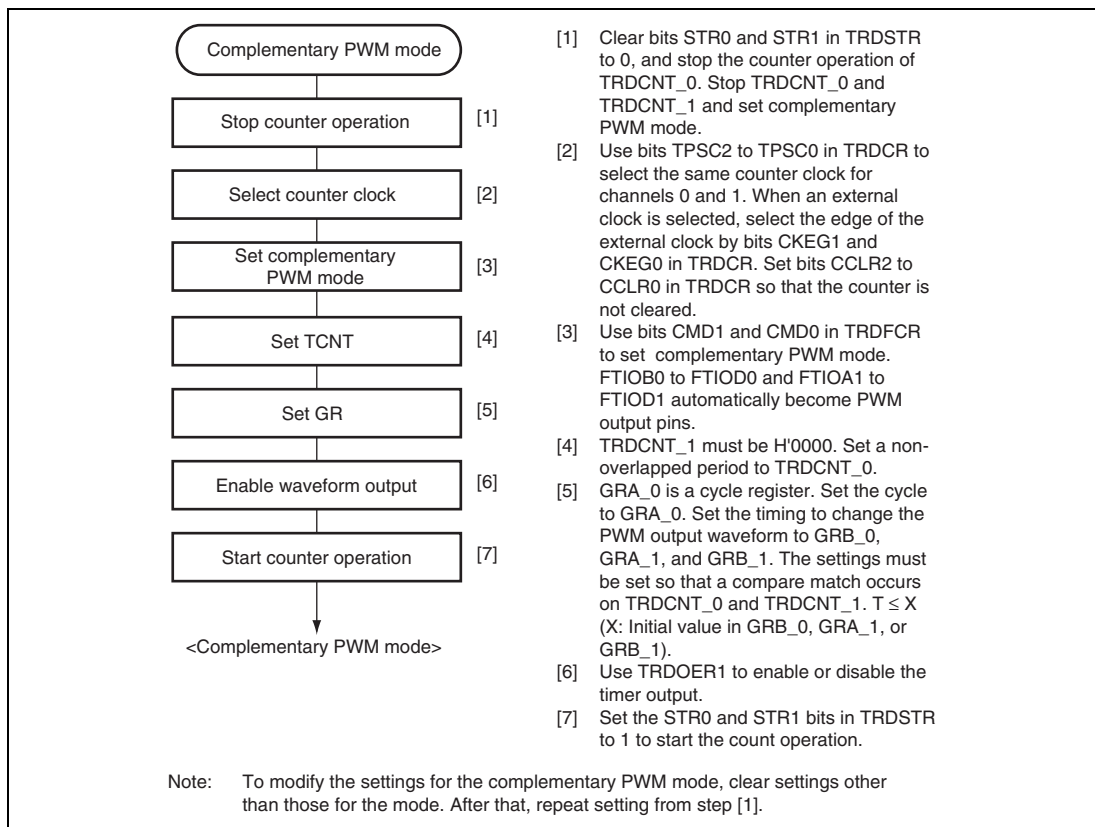 Complementary PWM mode
Stop counter operation
[1]
Select counter clock
[2]
Set complementary
PWM mode
[3]
Set TCNT
[4]
Set GR
[5]
Enable waveform output
[6]
Start counter operation
[7]
<Complementary PWM mode>
[1] Clear bits STR0 and STR1 in TRDSTR
to 0, and stop the counter operation of
TRDCNT_0. Stop TRDCNT_0 and
TRDCNT_1 and set complementary
PWM mode.
[2] Use bits TPSC2 to TPSC0 in TRDCR to
select the same counter clock for
channels 0 and 1. When an external
clock is selected, select the edge of the
external clock by bits CKEG1 and
CKEG0 in TRDCR. Set bits CCLR2 to
CCLR0 in TRDCR so that the counter is
not cleared.
[3] Use bits CMD1 and CMD0 in TRDFCR
to set complementary PWM mode.
FTIOB0 to FTIOD0 and FTIOA1 to
FTIOD1 automatically become PWM
output pins.
[4] TRDCNT_1 must be H'0000. Set a non-
overlapped period to TRDCNT_0.
[5] GRA_0 is a cycle register. Set the cycle
to GRA_0. Set the timing to change the
PWM output waveform to GRB_0,
GRA_1, and GRB_1. The settings must
be set so that a compare match occurs
on TRDCNT_0 and TRDCNT_1. T ≤ X
(X: Initial value in GRB_0, GRA_1, or
GRB_1).
[6] Use TRDOER1 to enable or disable the
timer output.
[7] Set the STR0 and STR1 bits in TRDSTR
to 1 to start the count operation.
Note: To modify the settings for the complementary PWM mode, clear settings other
than those for the mode. After that, repeat setting from step [1].